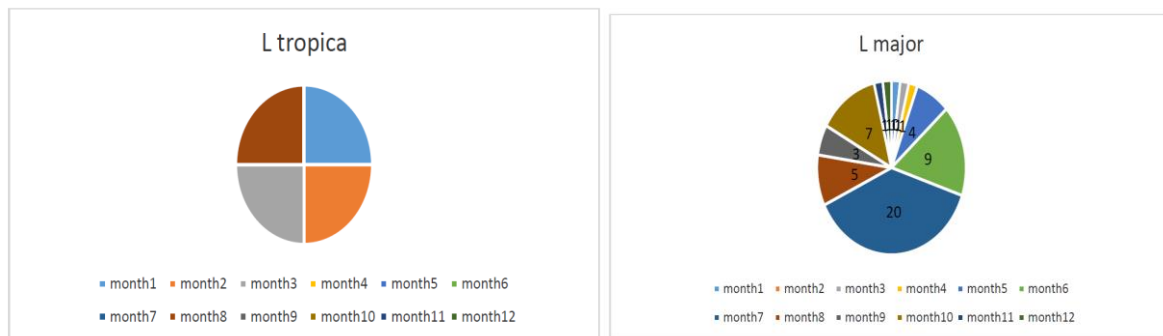 L tropica
month1 month2 month3 month4 month5 month6
month7 month8 month9 month10 month11 month12
L major
7
4
3
9
5
20
month1 month2 month3 month4 month5 month6
month7 month8 month9 month10 month11 month12